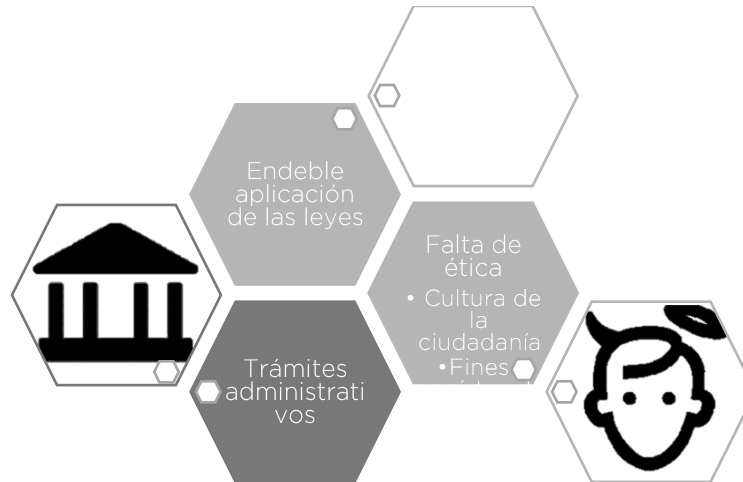 Endeble
aplicación
de las leyes
Falta de
ética
• Cultura de
la
ciudadanía
•Fines
Trámites
administrati
vos